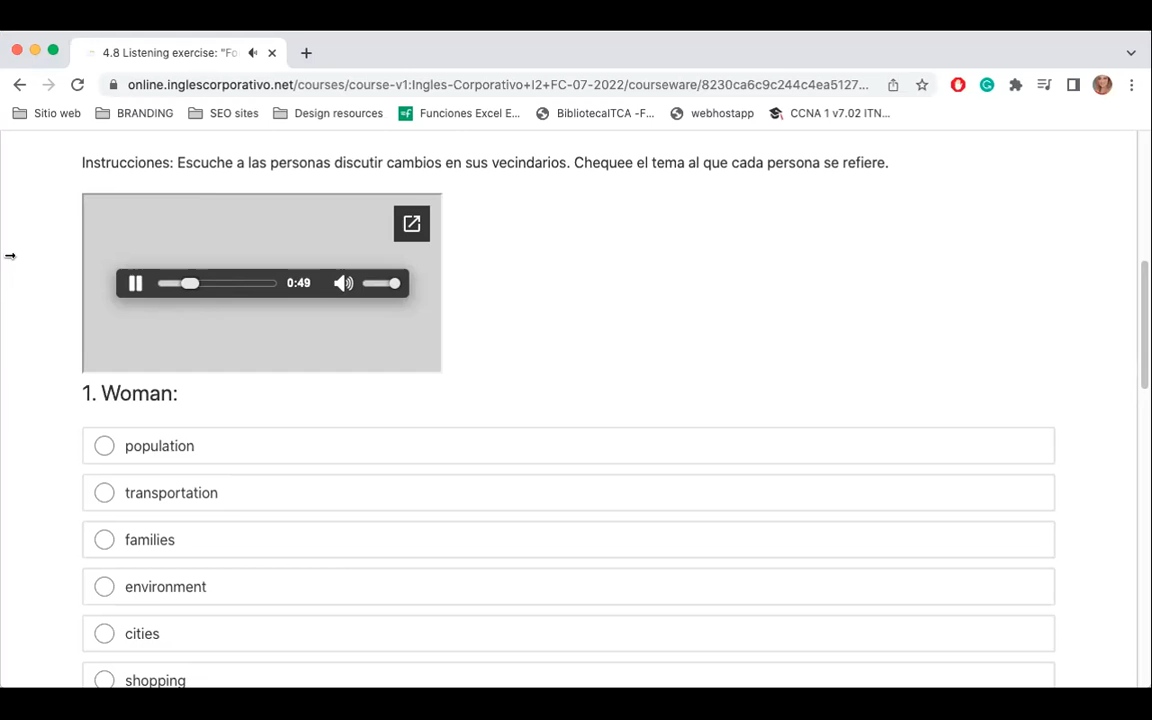 4.8 Listening exercise: "Fo
online.inglescorporativo.net/courses/course-v1:Ingles-Corporativo+I2+FC-07-2022/courseware/8230ca6c9c244c4ea5127...
Sitio web BRANDING SEO sites Design resources Funciones Excel E... BibliotecaITCA -F... webhostapp CCNA 1 v7.02 ITN...
Instrucciones: Escuche a las personas discutir cambios en sus vecindarios. Chequee el tema al que cada persona se refiere.
0:49
1. Woman:
population
transportation
families
environment
cities
shopping